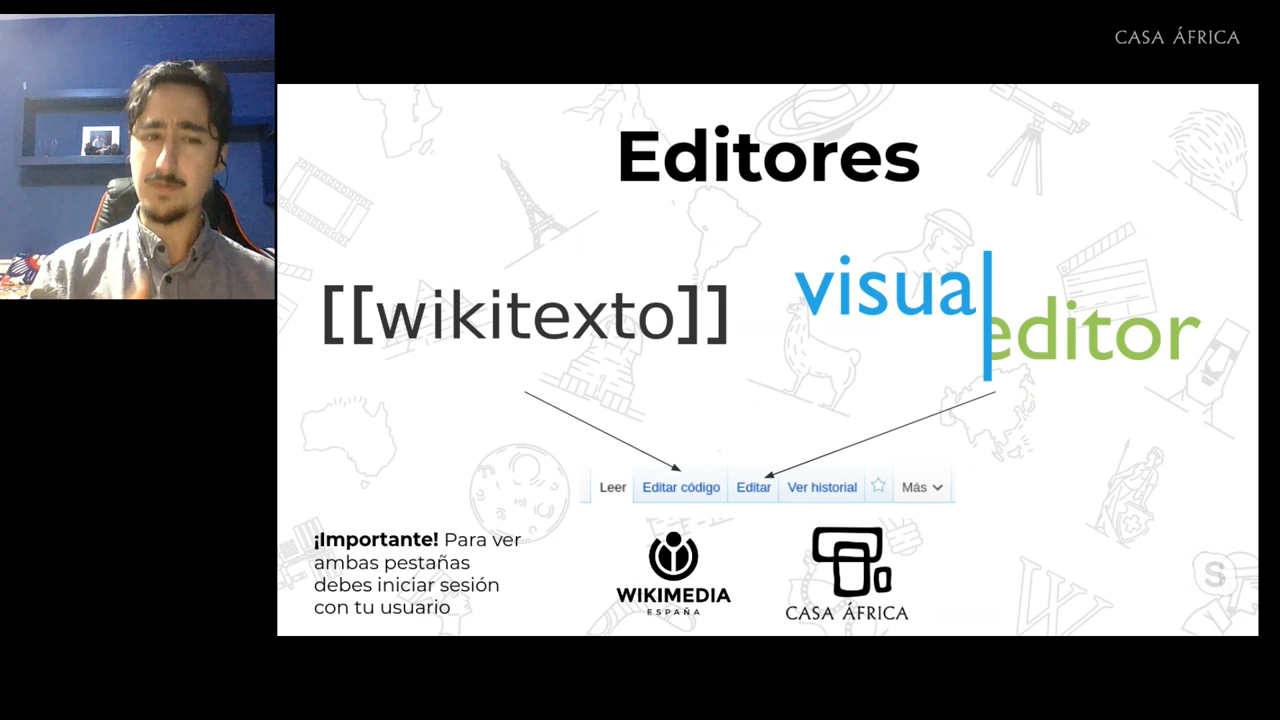 CASA ÁFRICA
Editores
[[wikitexto]]
visual
editor
Leer
Editar código
Editar
Ver historial
Más
¡Importante! Para ver
ambas pestañas
debes iniciar sesión
con tu usuario
WIKIMEDIA
ESPAÑA
CASA ÁFRICA